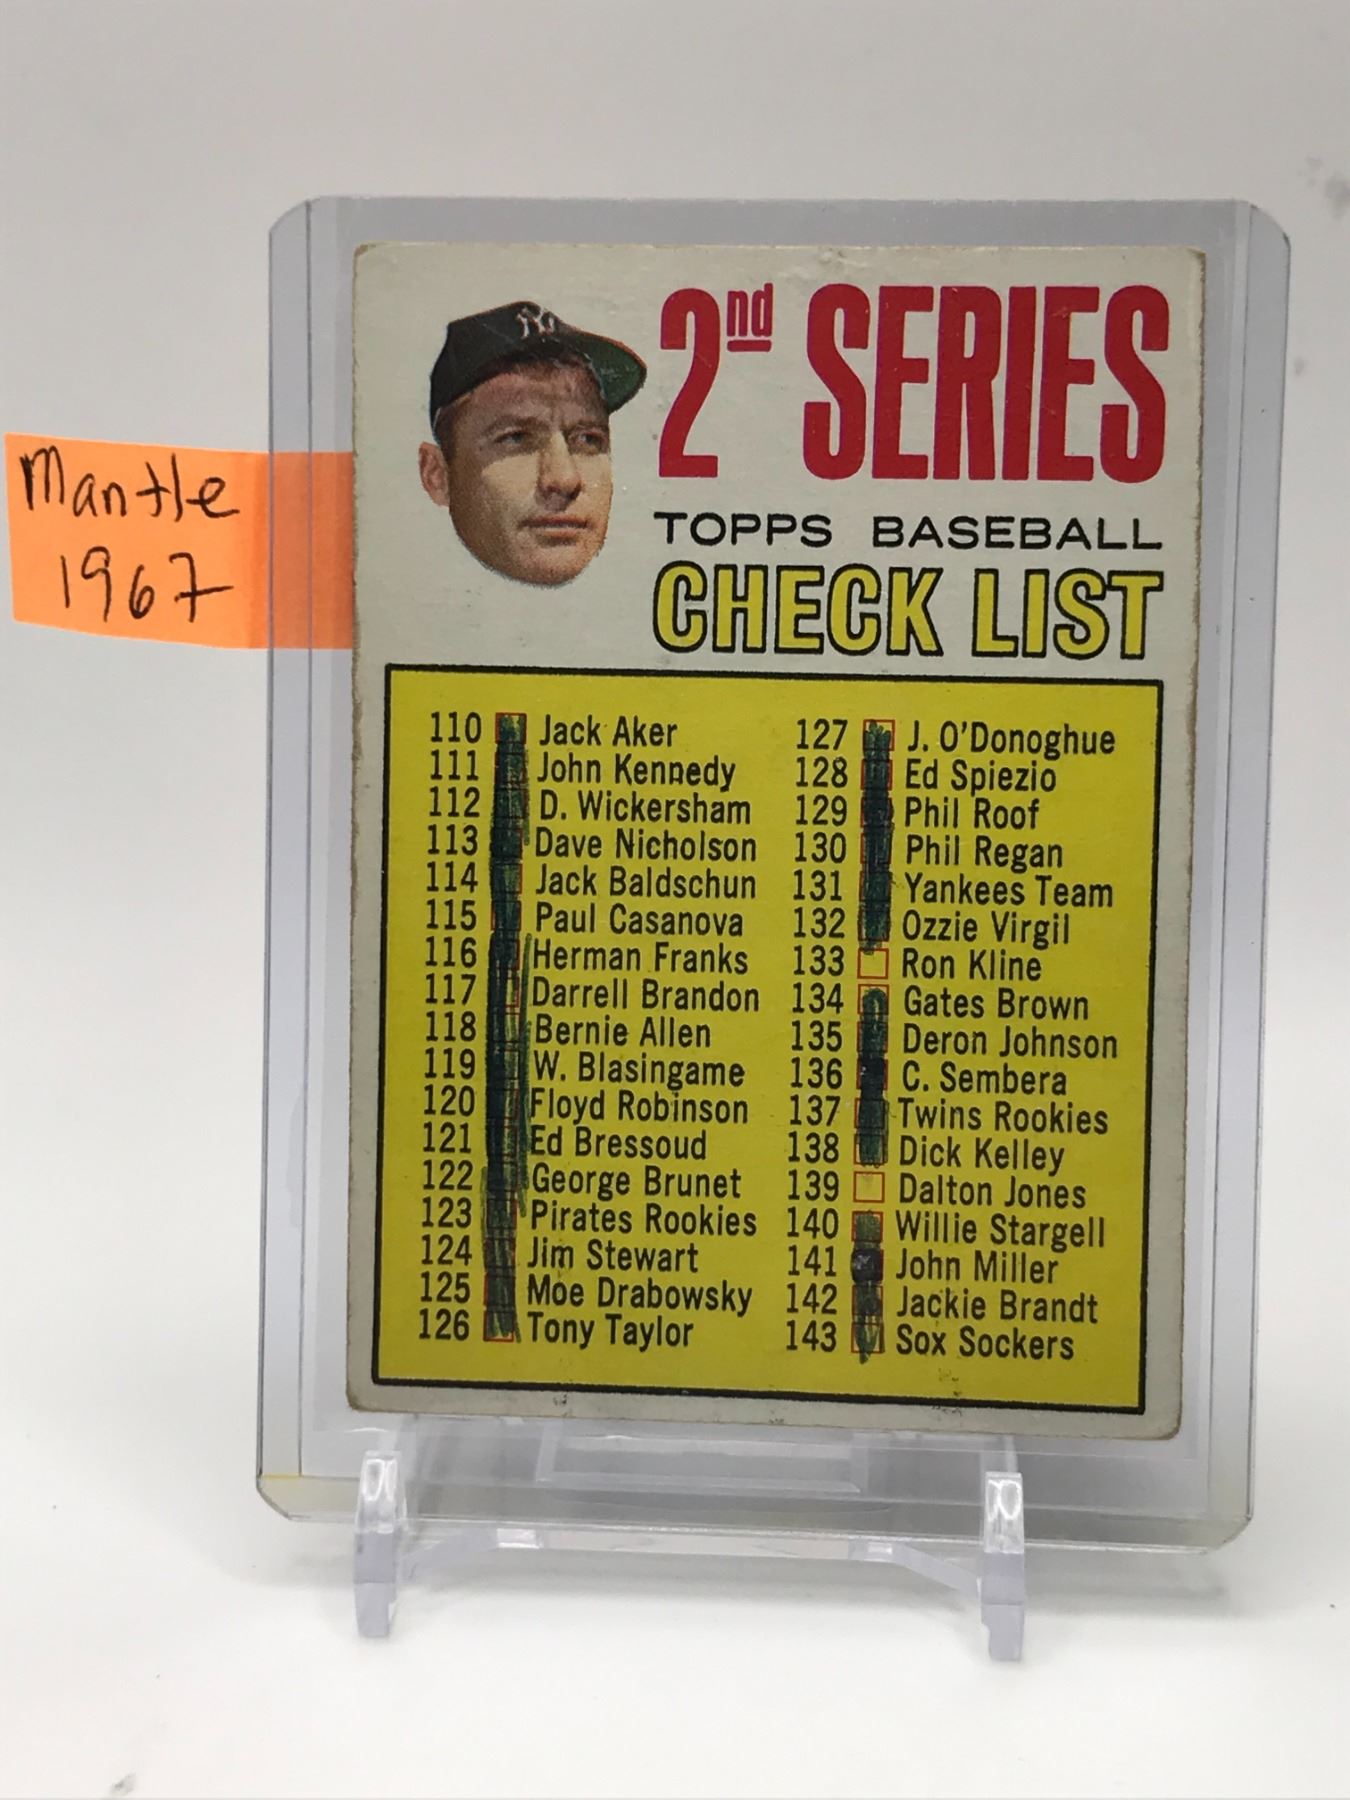 Mantle
1967
NY
2nd SERIES
TOPPS BASEBALL
CHECK LIST
110 Jack Aker
111 John Kennedy
112 D. Wickersham
113 Dave Nicholson
114 Jack Baldschun
115 Paul Casanova
116 Herman Franks
117 Darrell Brandon
118 Bernie Allen
119 W. Blasingame
120 Floyd Robinson
121 Ed Bressoud
122 George Brunet
123 Pirates Rookies
124 Jim Stewart
125 Moe Drabowsky
126 Tony Taylor
127 J. O'Donoghue
128 Ed Spiezio
129 Phil Roof
130 Phil Regan
131 Yankees Team
132 Ozzie Virgil
133 Ron Kline
134 Gates Brown
135 Deron Johnson
136 C. Sembera
137 Twins Rookies
138 Dick Kelley
139 Dalton Jones
140 Willie Stargell
141 John Miller
142 Jackie Brandt
143 Sox Sockers